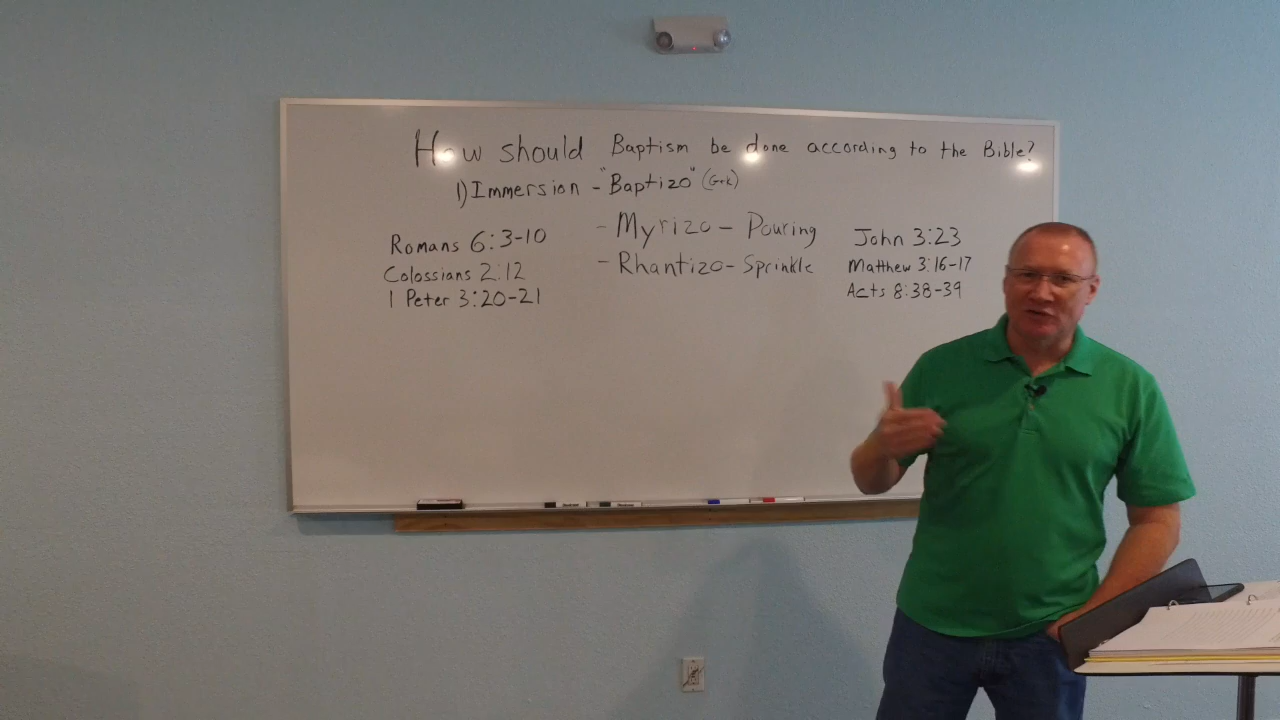 How should Baptism be done according to the Bible?
1) Immersion - "Baptizo" (Grk)
Romans 6:3-10
Colossians 2:12
1 Peter 3:20-21
- Myrizo - Pouring
- Rhantizo - Sprinkle
John 3:23
Matthew 3:16-17
Acts 8:38-39